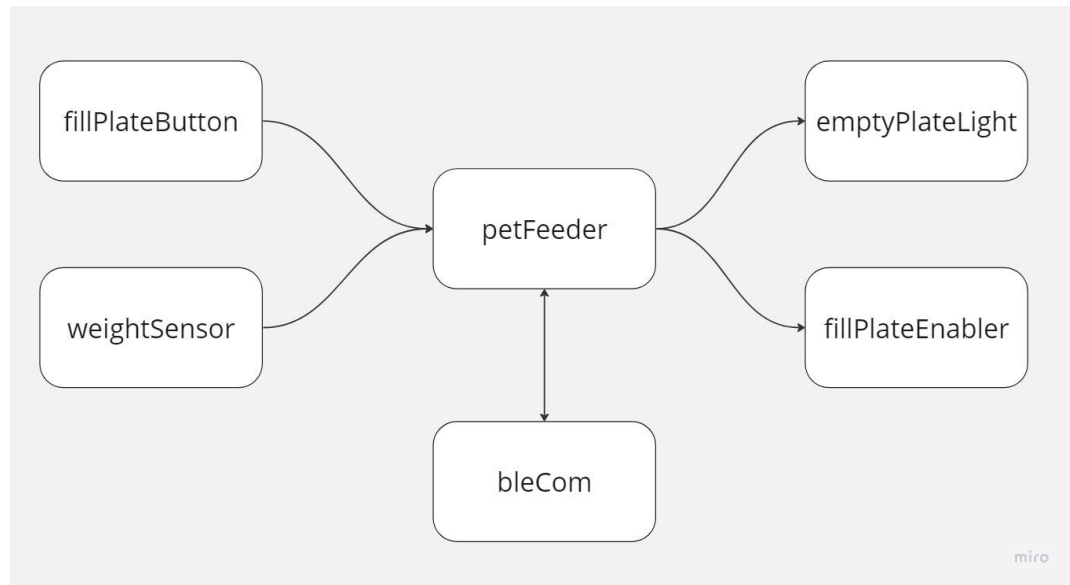 fillPlateButton
emptyPlateLight
petFeeder
weightSensor
fillPlateEnabler
bleCom
miro